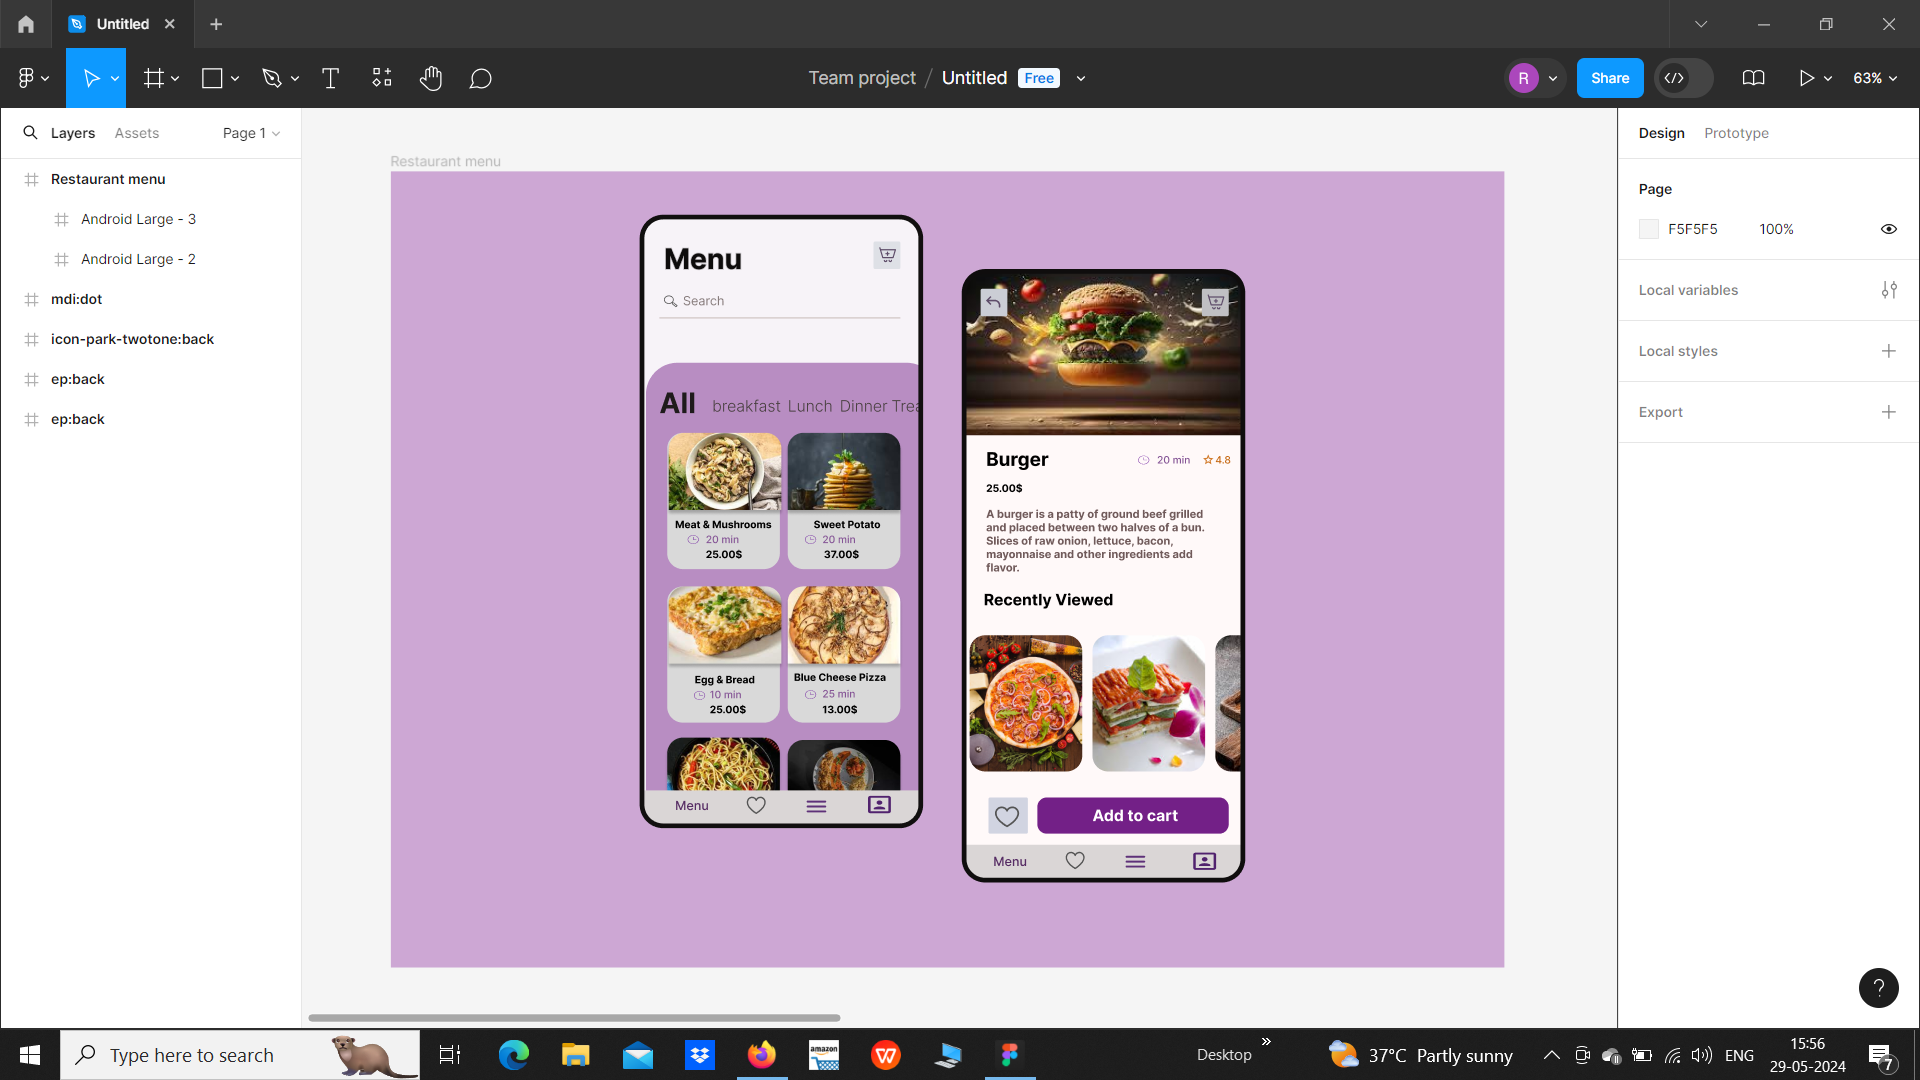 Untitled
Team project / Untitled Free
R
Share
63%
Layers Assets Page 1
Restaurant menu
Android Large - 3
Android Large - 2
mdi:dot
icon-park-twotone:back
ep:back
ep:back
Restaurant menu
Menu
Search
All breakfast Lunch Dinner Trea
Meat & Mushrooms
20 min
25.00$
Sweet Potato
20 min
37.00$
Egg & Bread
10 min
25.00$
Blue Cheese Pizza
25 min
13.00$
Menu
Burger
20 min
4.8
25.00$
A burger is a patty of ground beef grilled
and placed between two halves of a bun.
Slices of raw onion, lettuce, bacon,
mayonnaise and other ingredients add
flavor.
Recently Viewed
Add to cart
Menu
Design Prototype
Page
F5F5F5 100%
Local variables
Local styles
Export
?
Type here to search
amazon
W
Desktop
»
37°C Partly sunny
ENG
15:56
29-05-2024
7